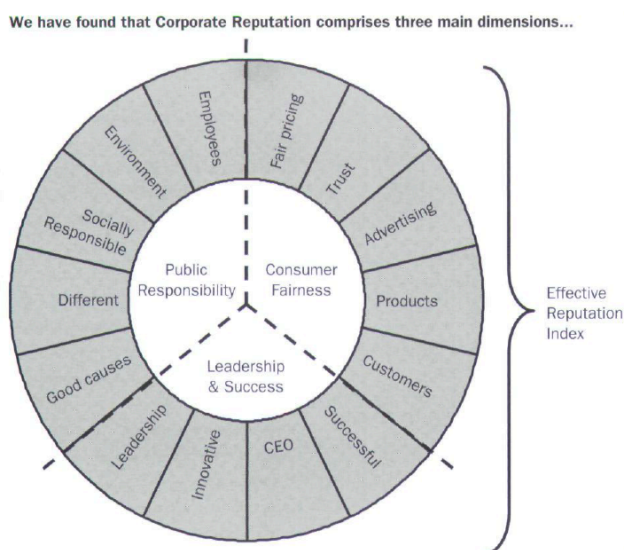 We have found that Corporate Reputation comprises three main dimensions...
Employees
Fair pricing
Environment
Trust
Socially
Responsible
Advertising
Public
Responsibility
Consumer
Fairness
Different
Products
Effective
Reputation
Index
Good causes
Customers
Leadership
& Success
Leadership
Innovative
CEO
Successful